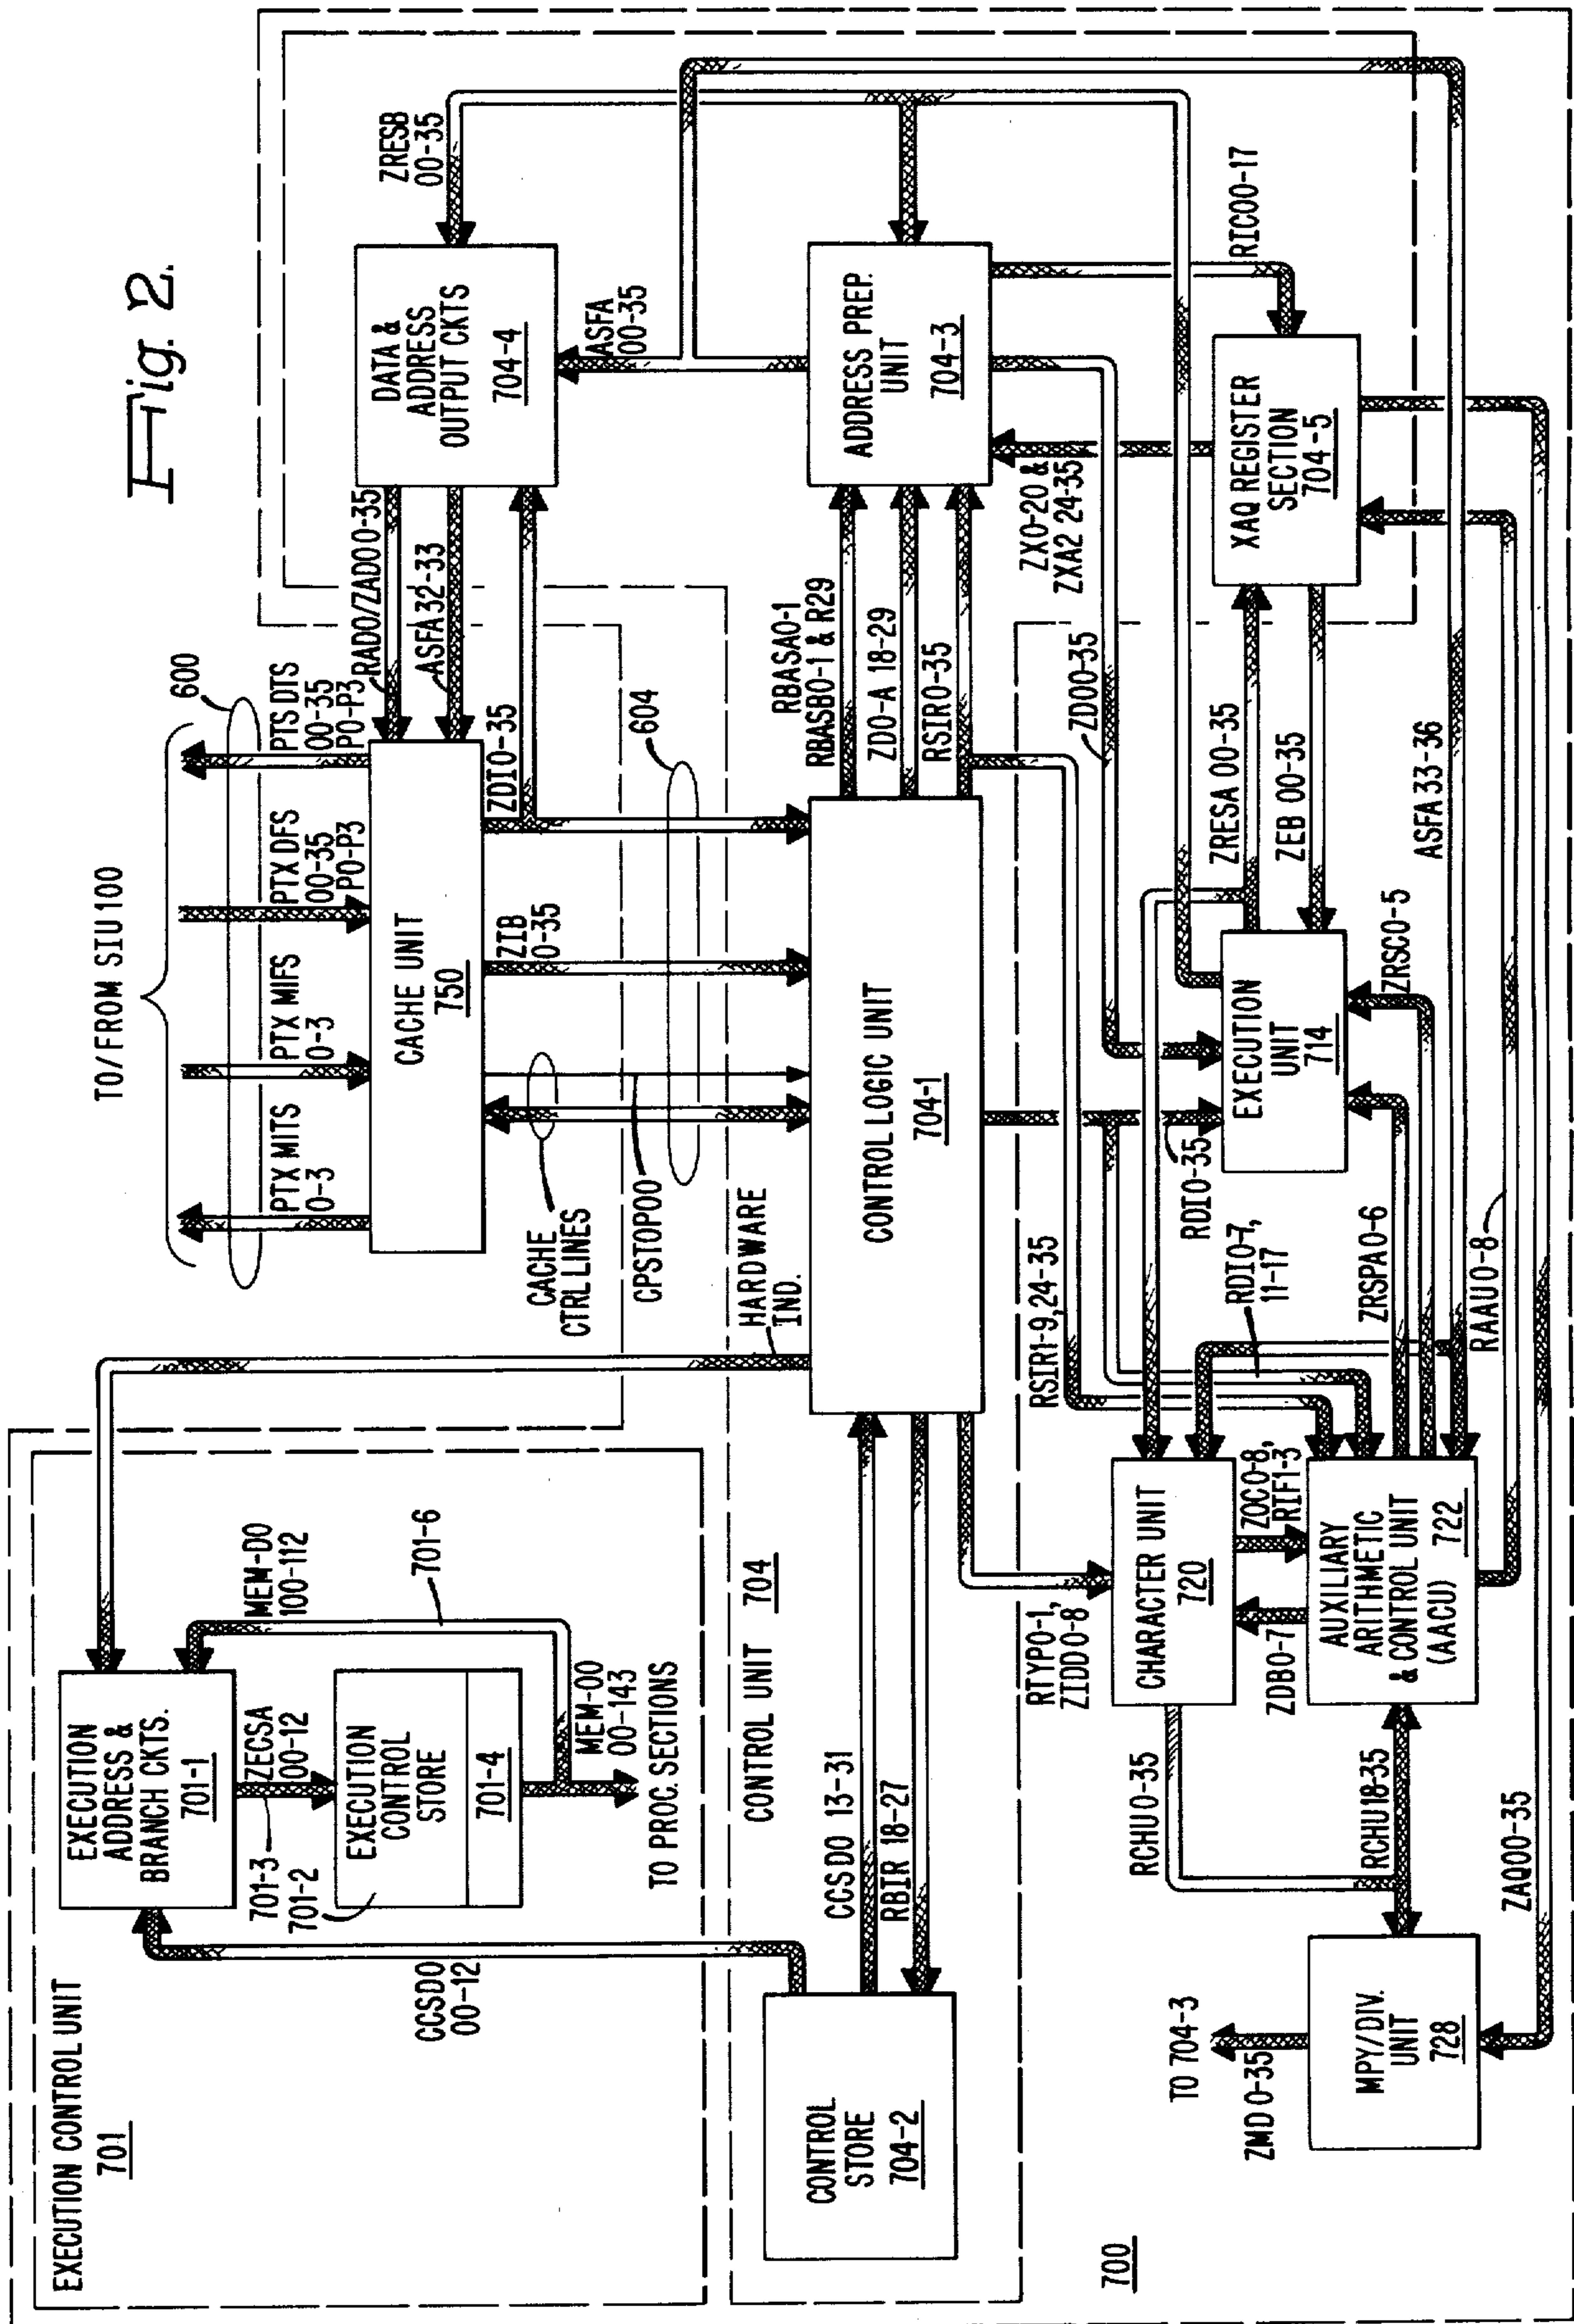 Fig. 2.
TO/FROM SIU 100
600
PTX MITS
0-3
PTX MIFS
0-3
PTX DFS
00-35
P0-P3
PTS DTS
00-35
P0-P3
RADO/ZADO 0-35
ASFA 32-33
ZRESB
00-35
DATA &
ADDRESS
OUTPUT CKTS
704-4
ASFA
00-35
CACHE UNIT
750
ZDI0-35
ZIB
0-35
604
CACHE
CTRL LINES
CPSTOP00
HARDWARE
IND.
EXECUTION CONTROL UNIT
701
EXECUTION
ADDRESS &
BRANCH CKTS.
701-1
MEM-DO
100-112
701-6
ZECSA
00-12
701-3
701-2
EXECUTION
CONTROL
STORE
701-4
MEM-OO
00-143
TO PROC. SECTIONS
CCSDO
00-12
CONTROL UNIT 704
CONTROL
STORE
704-2
CCSDO 13-31
RBIR 18-27
CONTROL LOGIC UNIT
704-1
RBASA0-1
RBASB0-1 & R29
ZDO-A 18-29
RSIR0-35
ADDRESS PREP.
UNIT
704-3
ZX0-20 &
ZXA2 24-35
RIC00-17
ZDO0-35
XAQ REGISTER
SECTION
704-5
ZRESA 00-35
ZEB 00-35
ASFA 33-36
RSIR1-9, 24-35
RDI0-35
RDI0-7,
11-17
EXECUTION
UNIT
714
ZRSC0-5
ZRSPA0-6
RAAU0-8
RTYP0-1,
ZIDD0-8
CHARACTER UNIT
720
ZOC0-8,
RIF1-3
ZDB0-7
AUXILIARY
ARITHMETIC
& CONTROL UNIT
(AACU) 722
RCHU0-35
RCHU18-35
ZAQ00-35
TO 704-3
ZMD 0-35
MPY/DIV.
UNIT
728
700